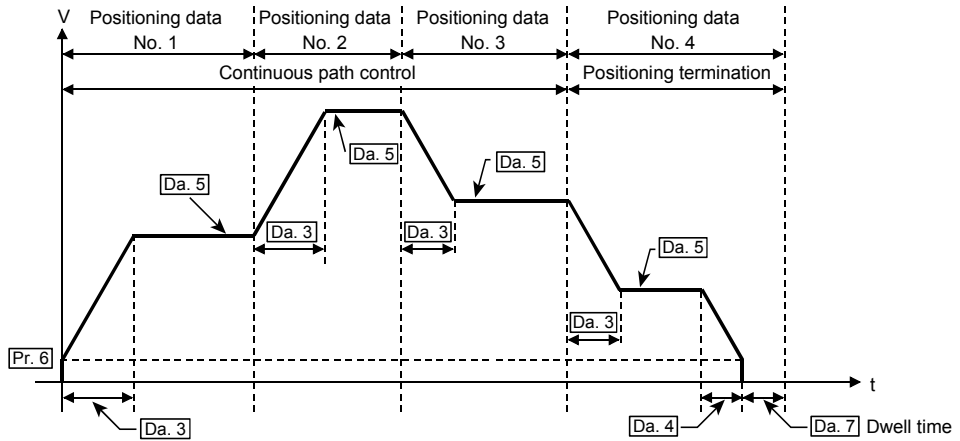 V
Positioning data
No. 1
Positioning data
No. 2
Positioning data
No. 3
Positioning data
No. 4
Continuous path control
Positioning termination
Da. 5
Da. 5
Da. 5
Da. 5
Da. 3
Da. 3
Da. 3
Pr. 6
t
Da. 3
Da. 4
Da. 7 Dwell time